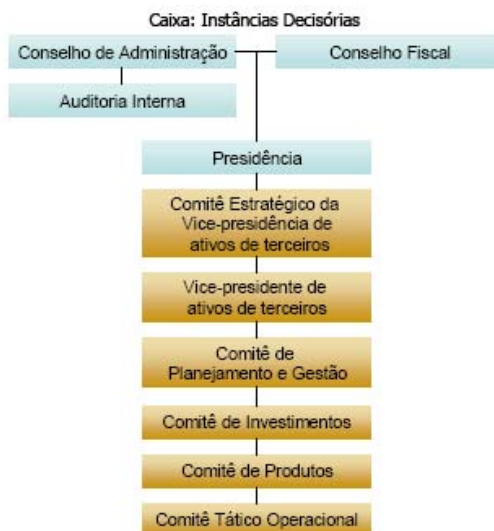 Caixa: Instâncias Decisórias
Conselho de Administração
Conselho Fiscal
Auditoria Interna
Presidência
Comitê Estratégico da
Vice-presidência de
ativos de terceiros
Vice-presidente de
ativos de terceiros
Comitê de
Planejamento e Gestão
Comitê de Investimentos
Comitê de Produtos
Comitê Tático Operacional